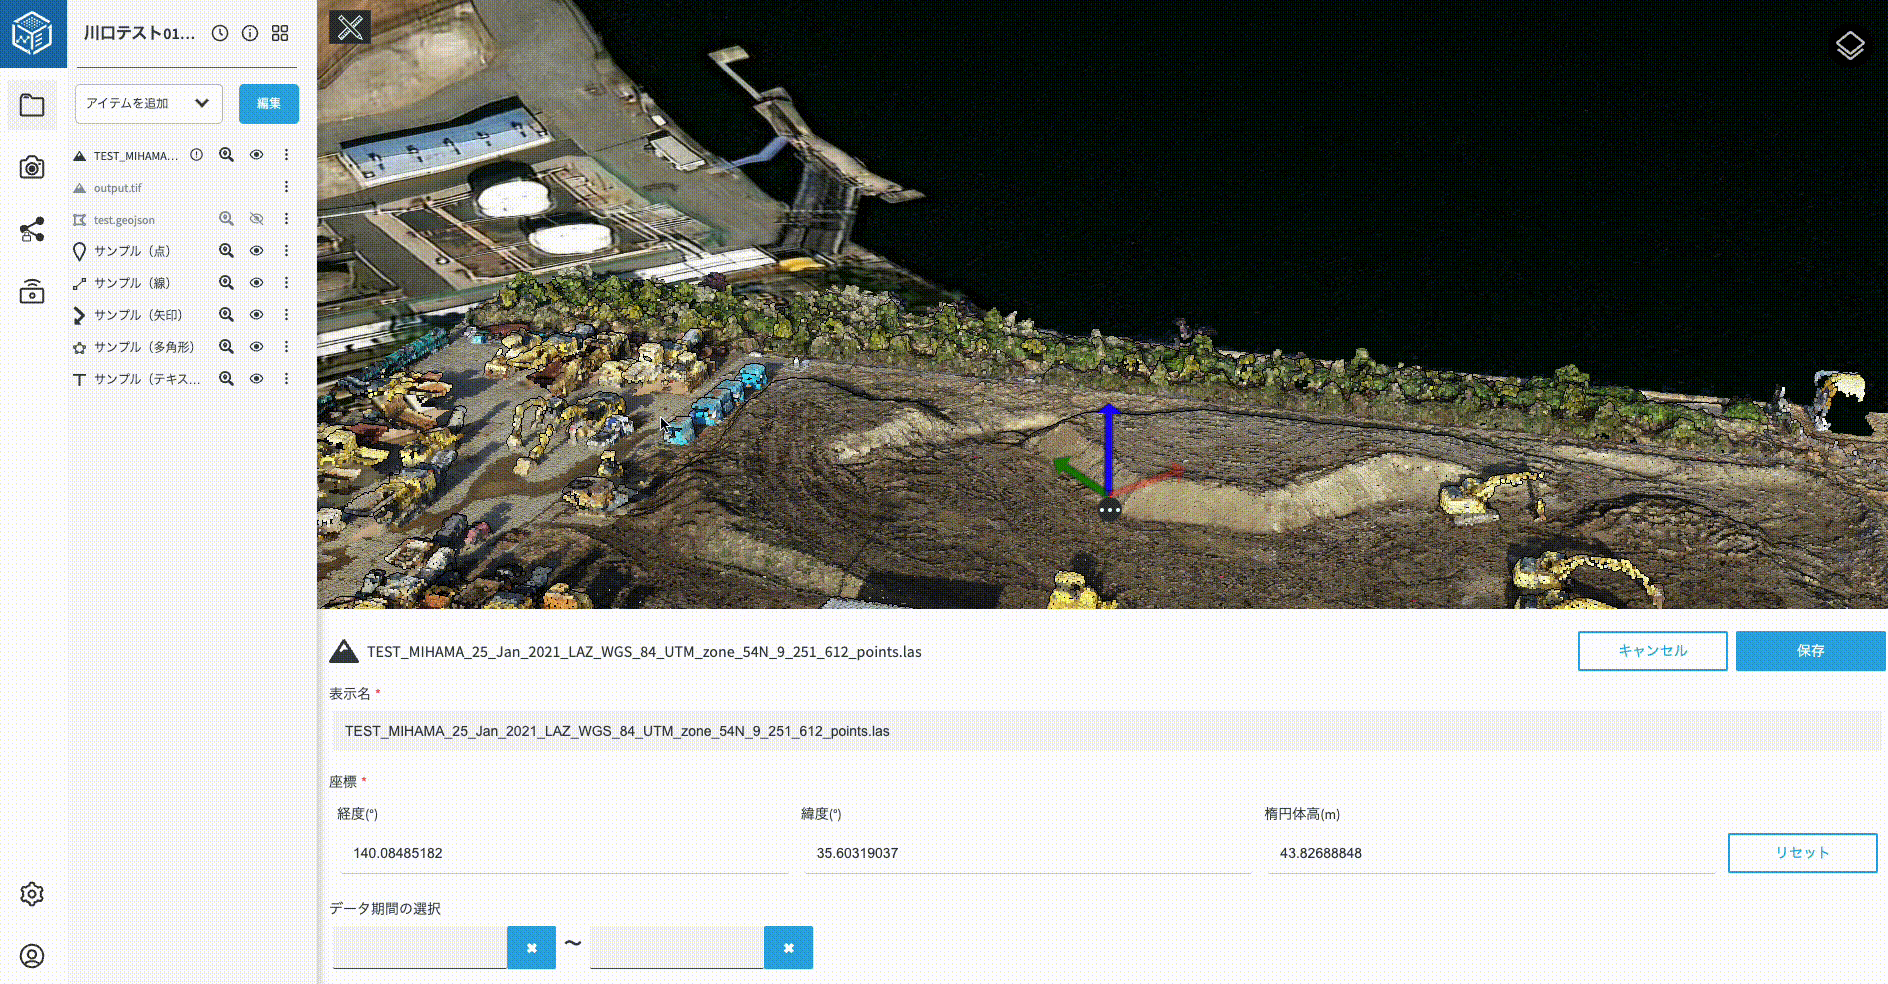 川口テスト01...
アイテムを追加
編集
TEST_MIHAMA...
output.tif
test.geojson
サンプル（点）
サンプル（線）
サンプル（矢印）
サンプル（多角形）
サンプル（テキス...
TEST_MIHAMA_25_Jan_2021_LAZ_WGS_84_UTM_zone_54N_9_251_612_points.las
キャンセル
保存
表示名 *
TEST_MIHAMA_25_Jan_2021_LAZ_WGS_84_UTM_zone_54N_9_251_612_points.las
座標 *
経度(°)
緯度(°)
楕円体高(m)
140.08485182
35.60319037
43.82688848
リセット
データ期間の選択
〜